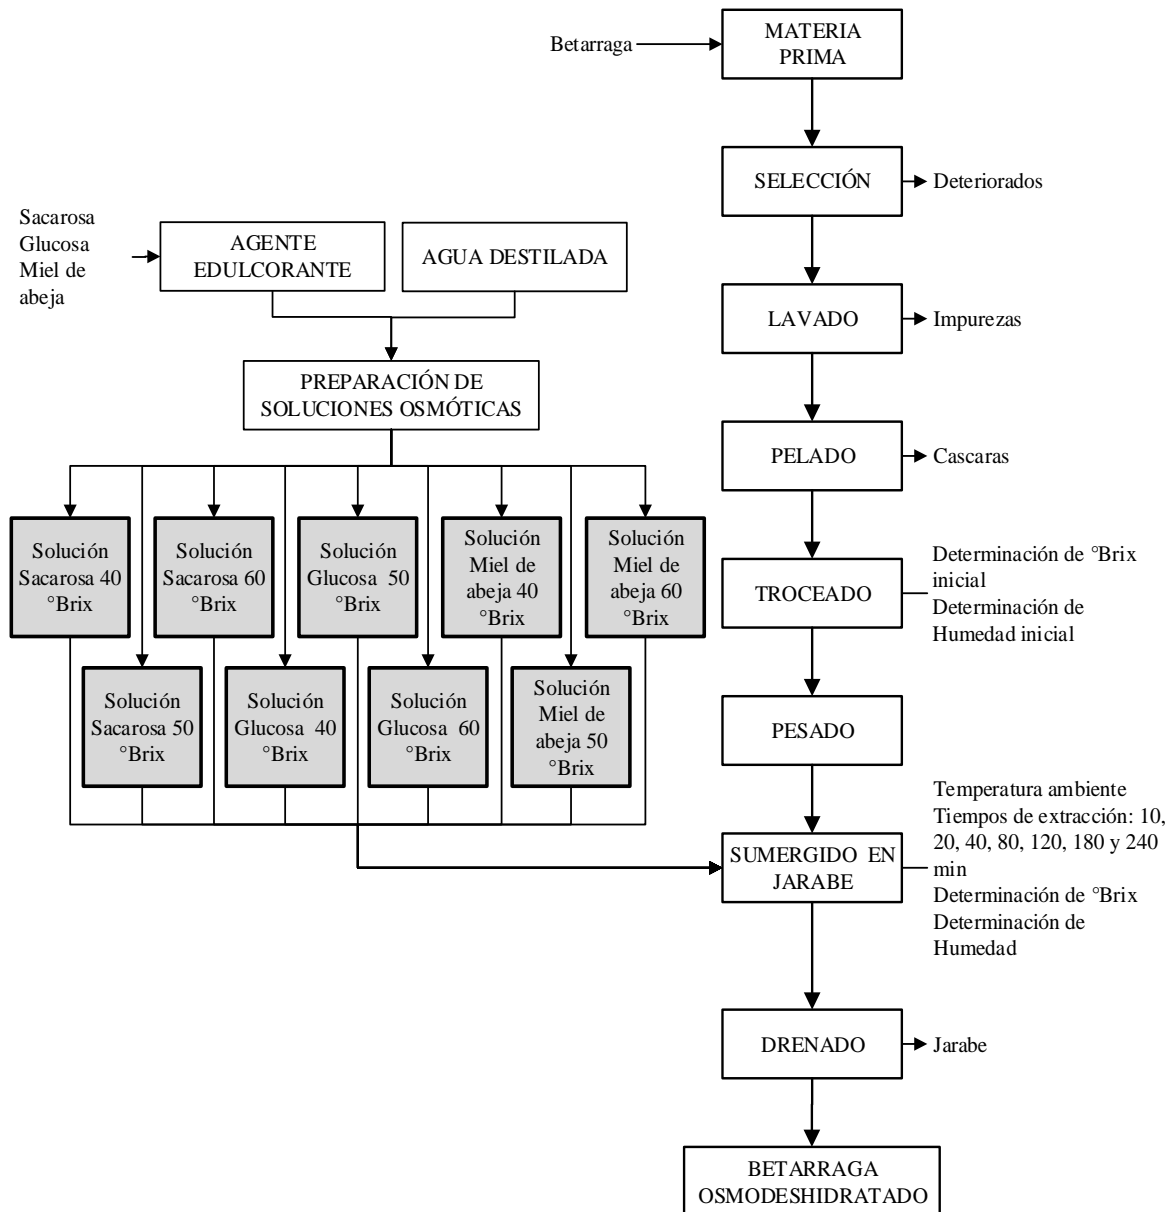 Betarraga
MATERIA
PRIMA
SELECCIÓN
Deteriorados
Sacarosa
Glucosa
Miel de
abeja
AGENTE
EDULCORANTE
AGUA DESTILADA
LAVADO
Impurezas
PREPARACIÓN DE
SOLUCIONES OSMÓTICAS
PELADO
Cascaras
Solución
Sacarosa 40
°Brix
Solución
Sacarosa 60
°Brix
Solución
Glucosa 50
°Brix
Solución
Miel de
abeja 40
°Brix
Solución
Miel de
abeja 60
°Brix
TROCEADO
Determinación de °Brix
inicial
Determinación de
Humedad inicial
Solución
Sacarosa 50
°Brix
Solución
Glucosa 40
°Brix
Solución
Glucosa 60
°Brix
Solución
Miel de
abeja 50
°Brix
PESADO
SUMERGIDO EN
JARABE
Temperatura ambiente
Tiempos de extracción: 10,
20, 40, 80, 120, 180 y 240
min
Determinación de °Brix
Determinación de
Humedad
DRENADO
Jarabe
BETARRAGA
OSMODESHIDRATADO